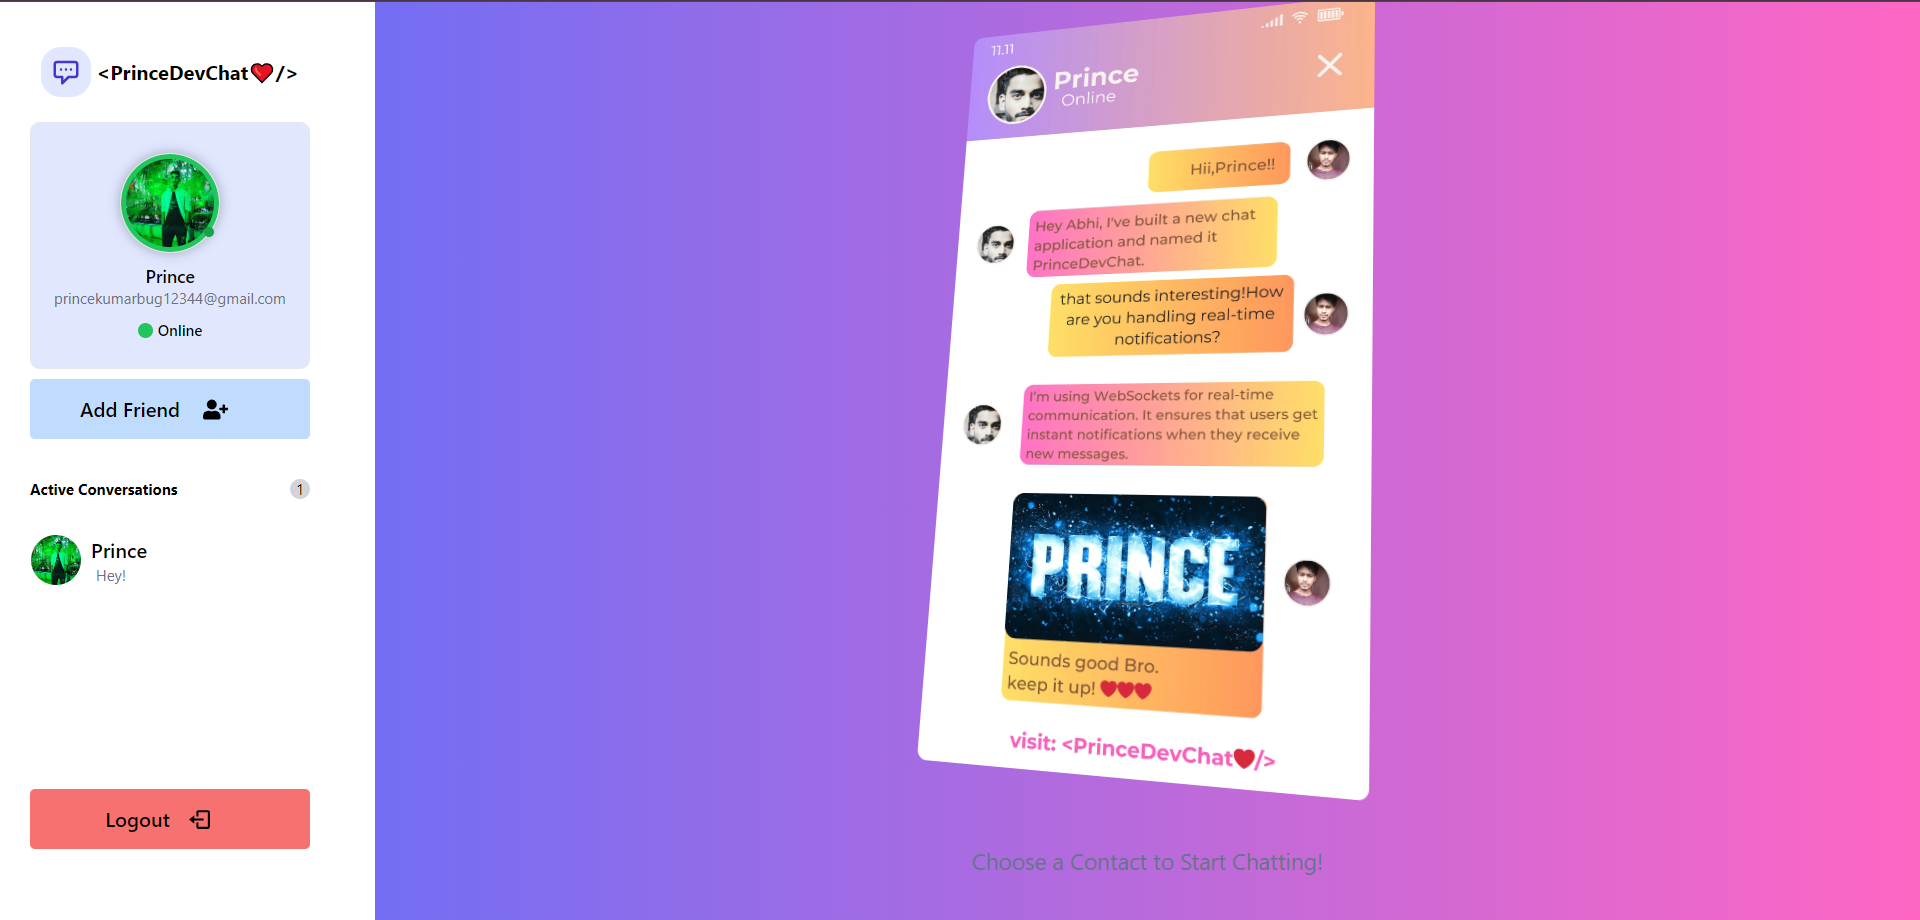 <PrinceDevChat❤️/>
Prince
princekumarbug12344@gmail.com
Online
Add Friend
Active Conversations
1
Prince
Hey!
Logout
11.11
Prince
Online
Hii,Prince!!
Hey Abhi, I've built a new chat
application and named it
PrinceDevChat.
that sounds interesting!How
are you handling real-time
notifications?
I'm using WebSockets for real-time
communication. It ensures that users get
instant notifications when they receive
new messages.
PRINCE
Sounds good Bro.
keep it up! ❤️❤️❤️
visit: <PrinceDevChat❤️/>
Choose a Contact to Start Chatting!